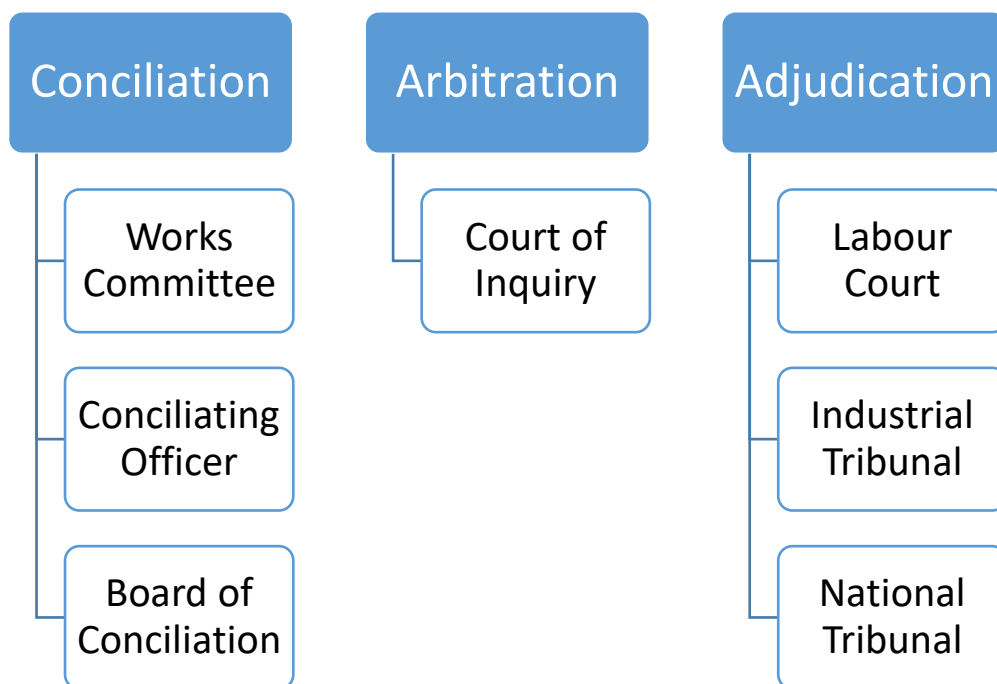 Conciliation
Works
Committee
Conciliating
Officer
Board of
Conciliation
Arbitration
Court of
Inquiry
Adjudication
Labour
Court
Industrial
Tribunal
National
Tribunal